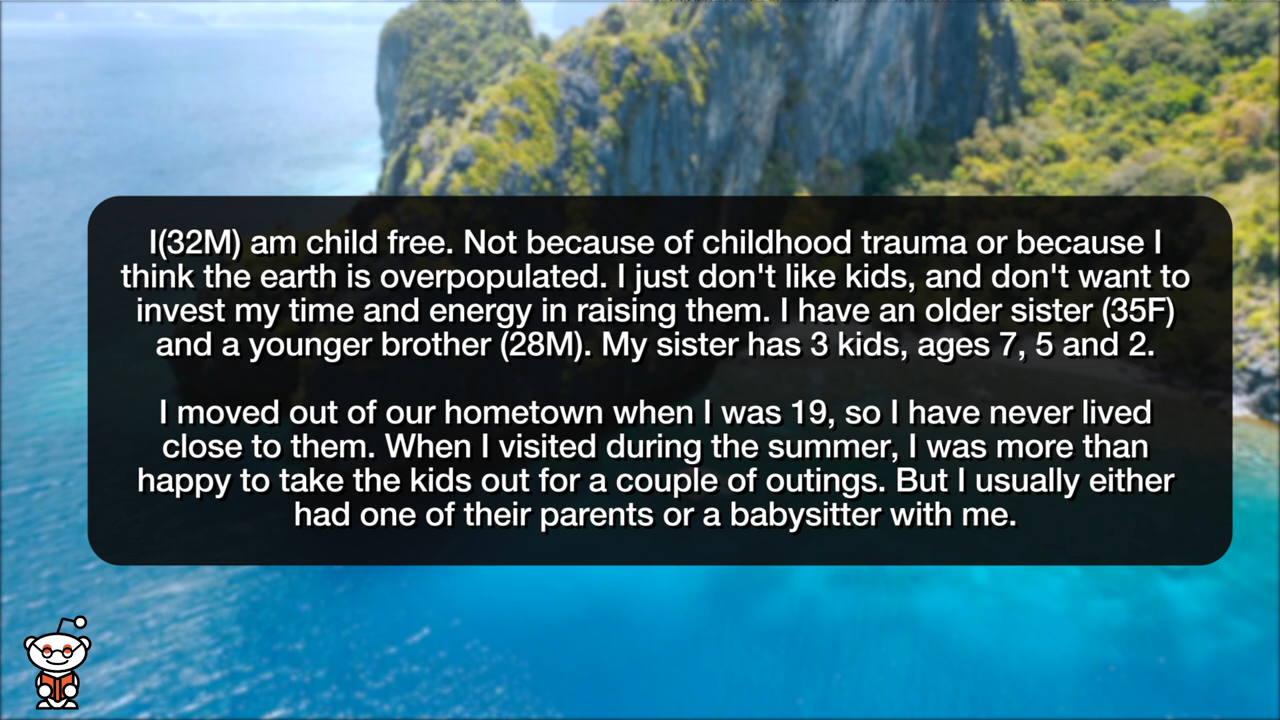 I(32M) am child free. Not because of childhood trauma or because I
think the earth is overpopulated. I just don't like kids, and don't want to
invest my time and energy in raising them. I have an older sister (35F)
and a younger brother (28M). My sister has 3 kids, ages 7, 5 and 2.
I moved out of our hometown when I was 19, so I have never lived
close to them. When I visited during the summer, I was more than
happy to take the kids out for a couple of outings. But I usually either
had one of their parents or a babysitter with me.